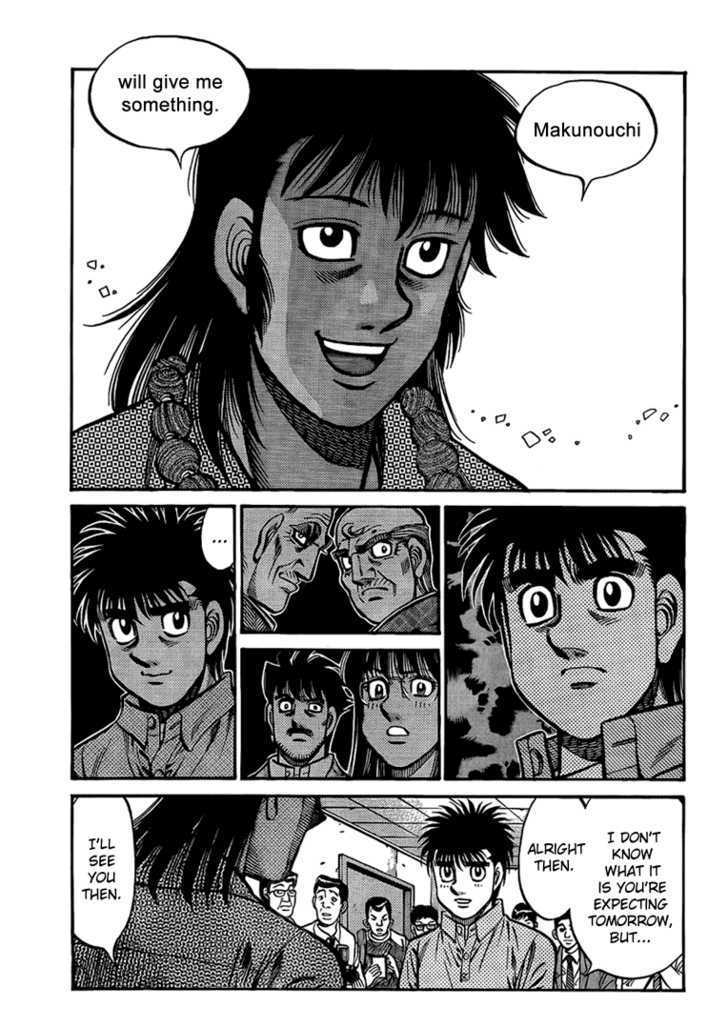 Makunouchi
will give me
something.
...
I DON'T
KNOW
WHAT IT
IS YOU'RE
EXPECTING
TOMORROW,
BUT...
ALRIGHT
THEN.
I'LL
SEE
YOU
THEN.